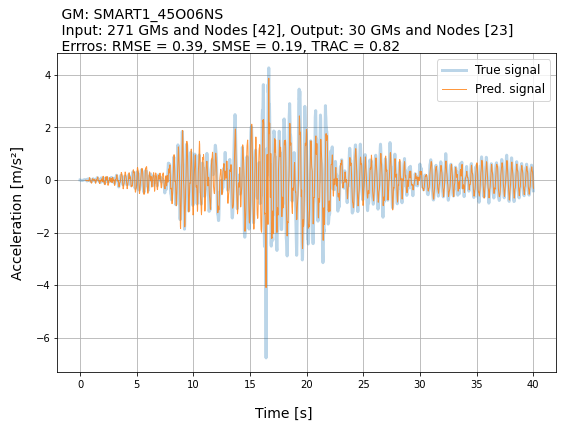 GM: SMART1_45O06NS
Input: 271 GMs and Nodes [42], Output: 30 GMs and Nodes [23]
Errros: RMSE = 0.39, SMSE = 0.19, TRAC = 0.82
True signal
Pred. signal
Acceleration [m/s²]
4
2
0
−2
−4
−6
0 5 10 15 20 25 30 35 40
Time [s]